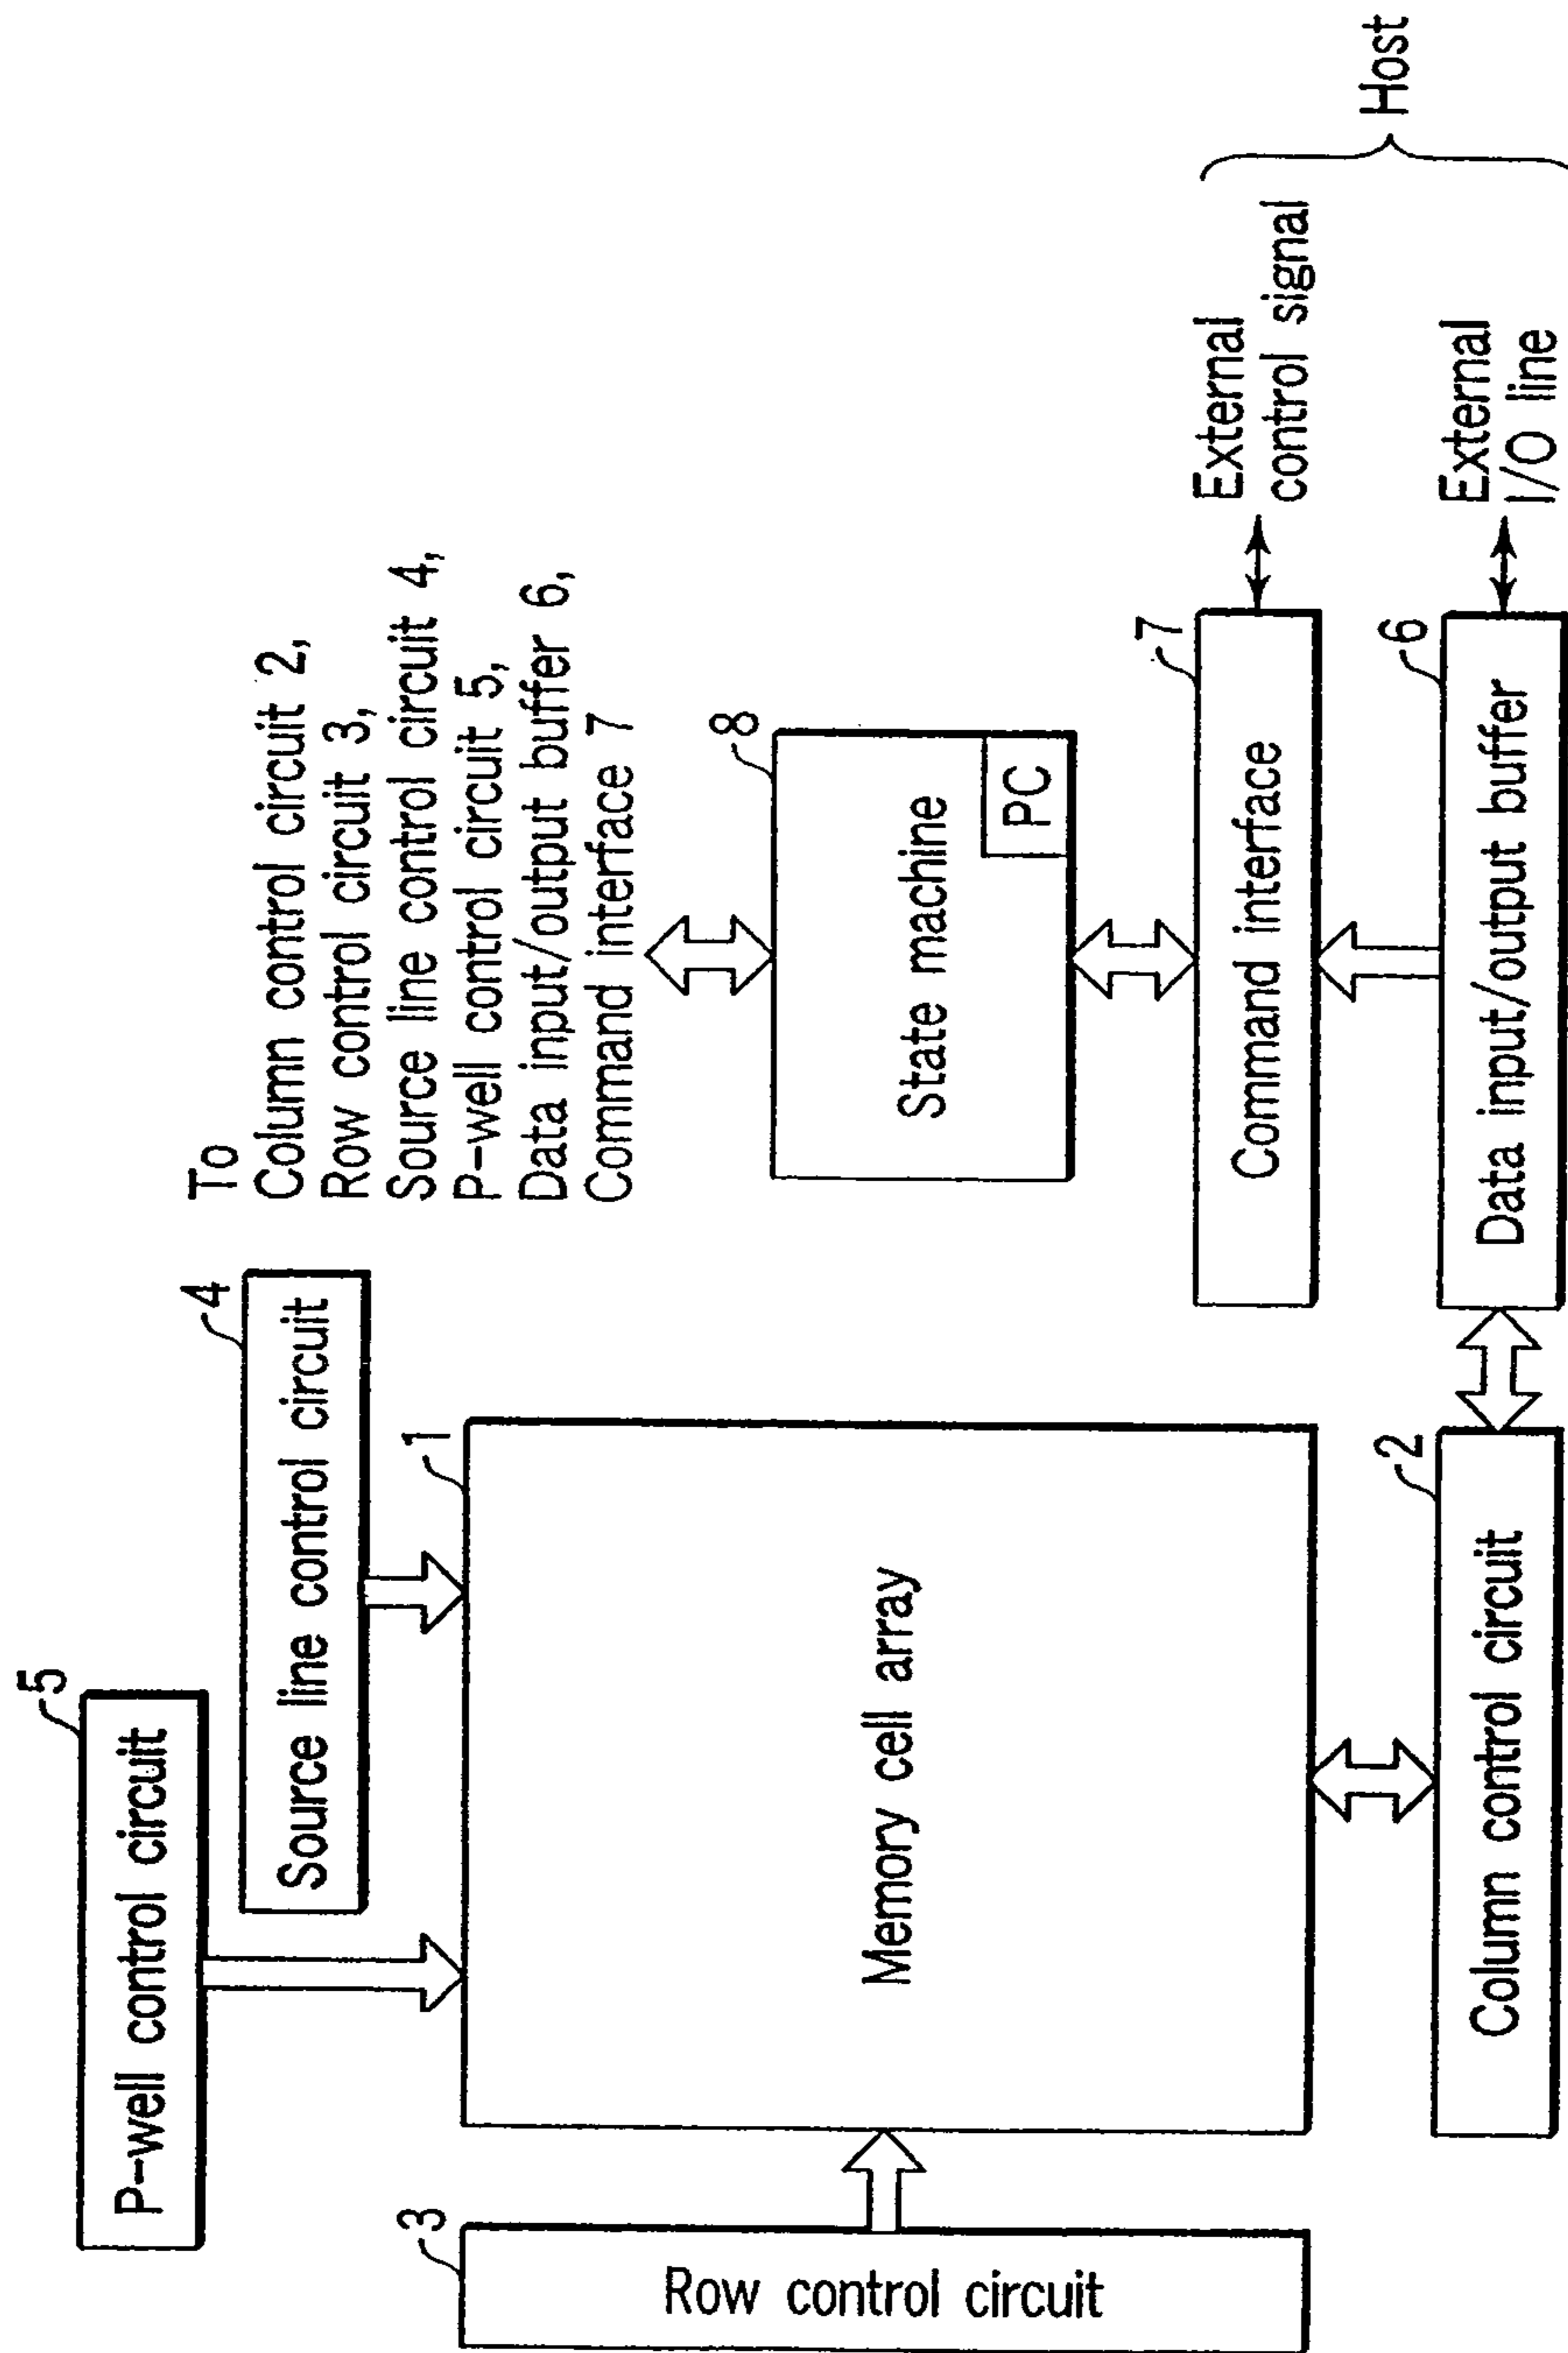 P-well control circuit
5
Source line control circuit
4
To
Column control circuit 2,
Row control circuit 3,
Source line control circuit 4,
P-well control circuit 5,
Data input/output buffer 6,
Command interface 7
3
Row control circuit
1
Memory cell array
8
State machine
PC
7
Command interface
External
control signal
2
Column control circuit
6
Data input/output buffer
External
I/O line
Host